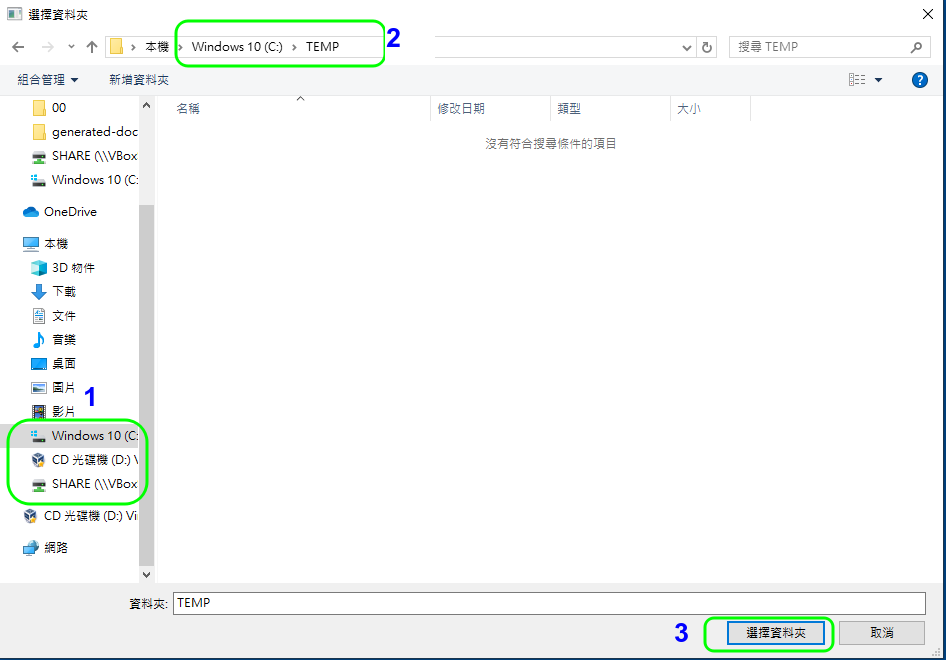 選擇資料夾
本機 › Windows 10 (C:) › TEMP
2
搜尋 TEMP
組合管理
新增資料夾
?
00
generated-doc
SHARE (\\VBox
Windows 10 (C:
OneDrive
本機
3D 物件
下載
文件
音樂
桌面
圖片
1
影片
Windows 10 (C:
CD 光碟機 (D:) V
SHARE (\\VBox
CD 光碟機 (D:) Vi
網路
名稱
修改日期
類型
大小
沒有符合搜尋條件的項目
資料夾:
TEMP
3
選擇資料夾
取消